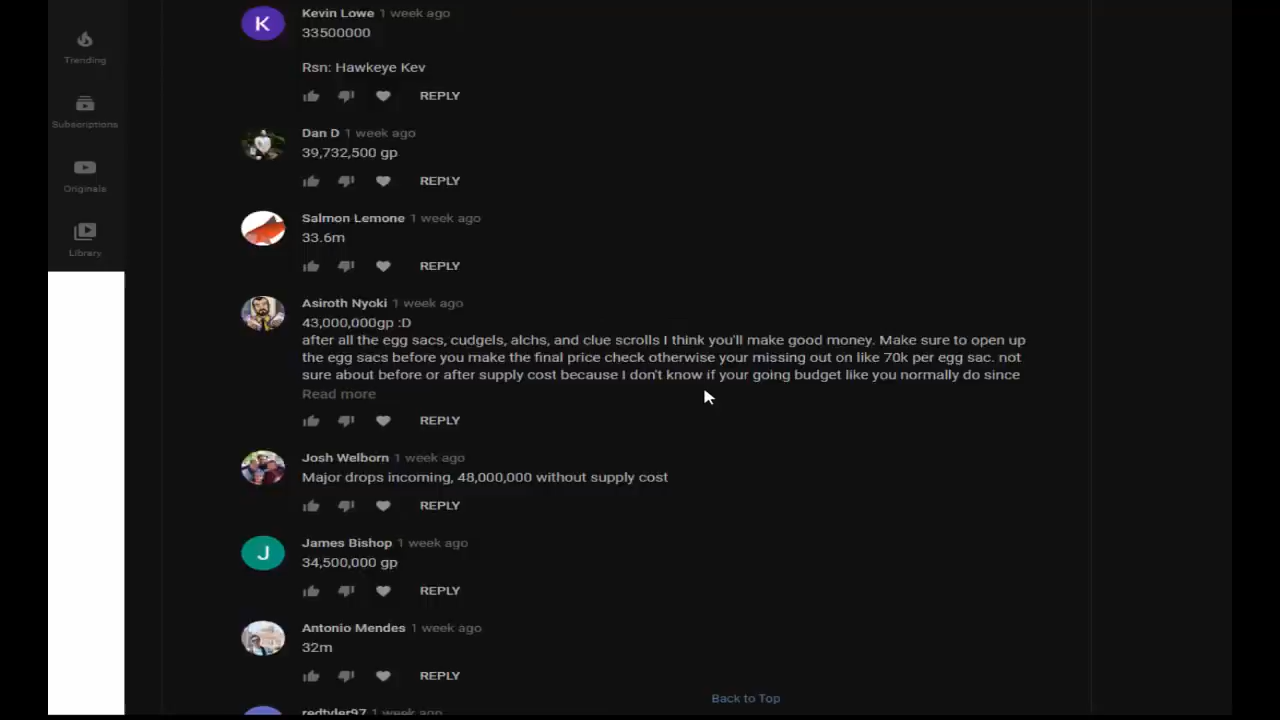 Kevin Lowe 1 week ago
K
33500000
Trending
Rsn: Hawkeye Kev
REPLY
Subscriptions
Dan D 1 week ago
39,732,500 gp
REPLY
Originals
Salmon Lemone 1 week ago
33.6m
Library
REPLY
Asiroth Nyoki 1 week ago
43,000,000gp :D
after all the egg sacs, cudgels, alchs, and clue scrolls I think you'll make good money. Make sure to open up
the egg sacs before you make the final price check otherwise your missing out on like 70k per egg sac. not
sure about before or after supply cost because I don't know if your going budget like you normally do since
Read more
REPLY
Josh Welborn 1 week ago
Major drops incoming, 48,000,000 without supply cost
REPLY
James Bishop 1 week ago
J
34,500,000 gp
REPLY
Antonio Mendes 1 week ago
32m
REPLY
Back to Top
redtyler97 1 week ago